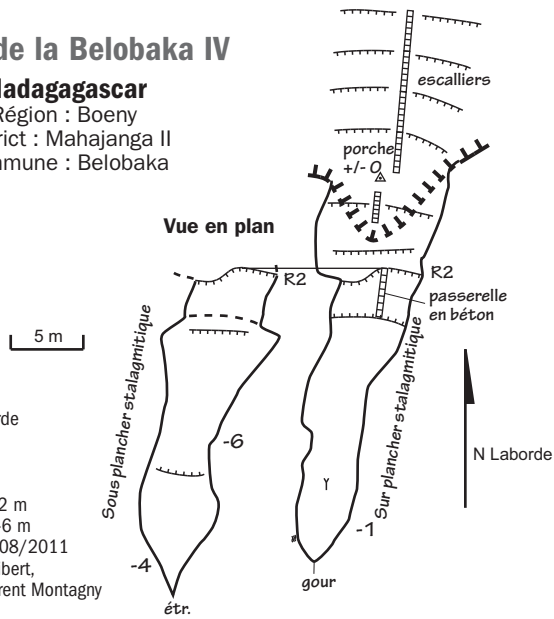 de la Belobaka IV
Madagagascar
Région : Boeny
rict : Mahajanga II
mmune : Belobaka
escalliers
porche
+/- O
Vue en plan
R2
R2
passerelle
en béton
5 m
Sous plancher stalagmitique
Sur plancher stalagmitique
N Laborde
rde
-6
2 m
-6 m
08/2011
bert,
rent Montagny
-1
-4
gour
étr.